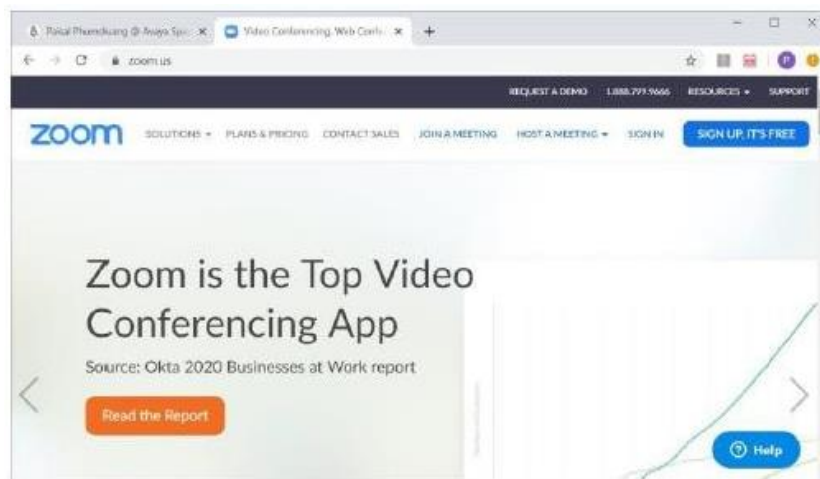 Video Conferencing, Web Conf
zoom.us
REQUEST A DEMO 1.888.799.9666 RESOURCES SUPPORT
zoom SOLUTIONS PLANS & PRICING CONTACT SALES JOIN A MEETING HOST A MEETING SIGN IN SIGN UP, IT'S FREE
Zoom is the Top Video
Conferencing App
Source: Okta 2020 Businesses at Work report
Read the Report
Help